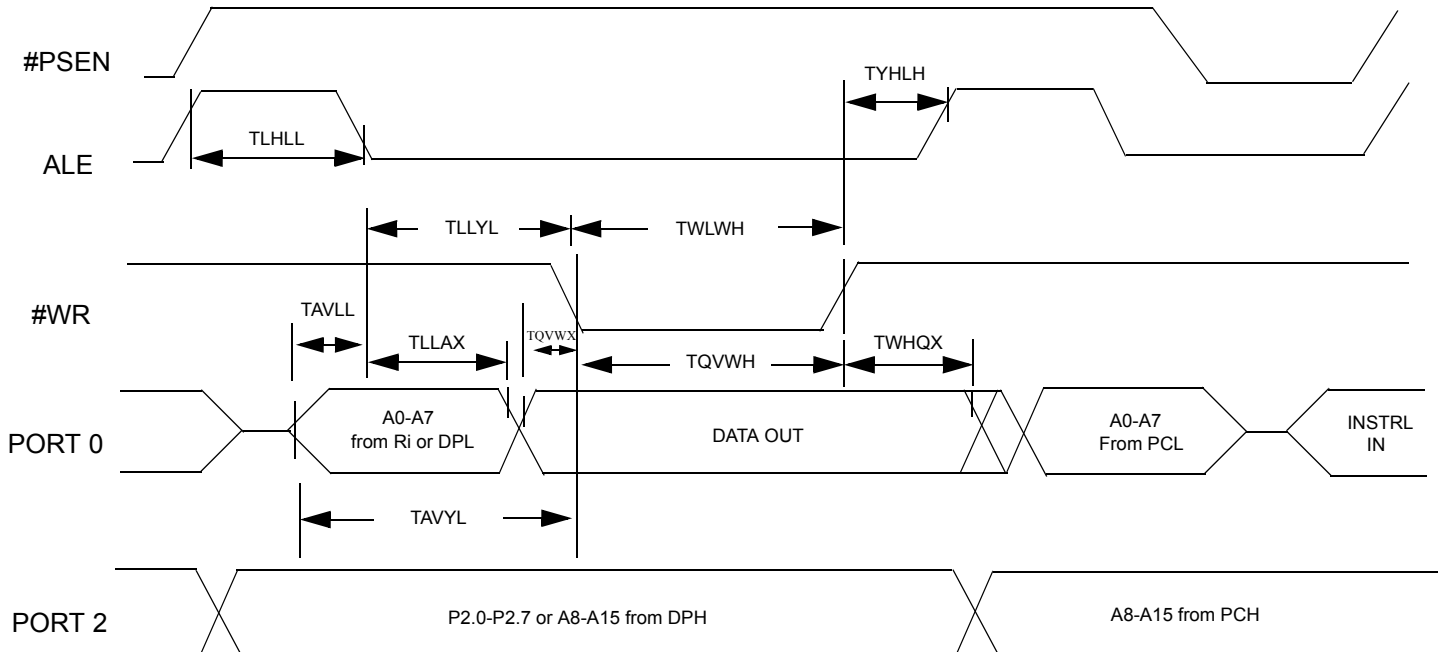 #PSEN
TYHLH
TLHLL
ALE
TLLYL
TWLWH
#WR
TAVLL
TLLAX
TQVWX
TQVWH
TWHQX
PORT 0
A0-A7
from Ri or DPL
DATA OUT
A0-A7
From PCL
INSTRL
IN
TAVYL
PORT 2
P2.0-P2.7 or A8-A15 from DPH
A8-A15 from PCH